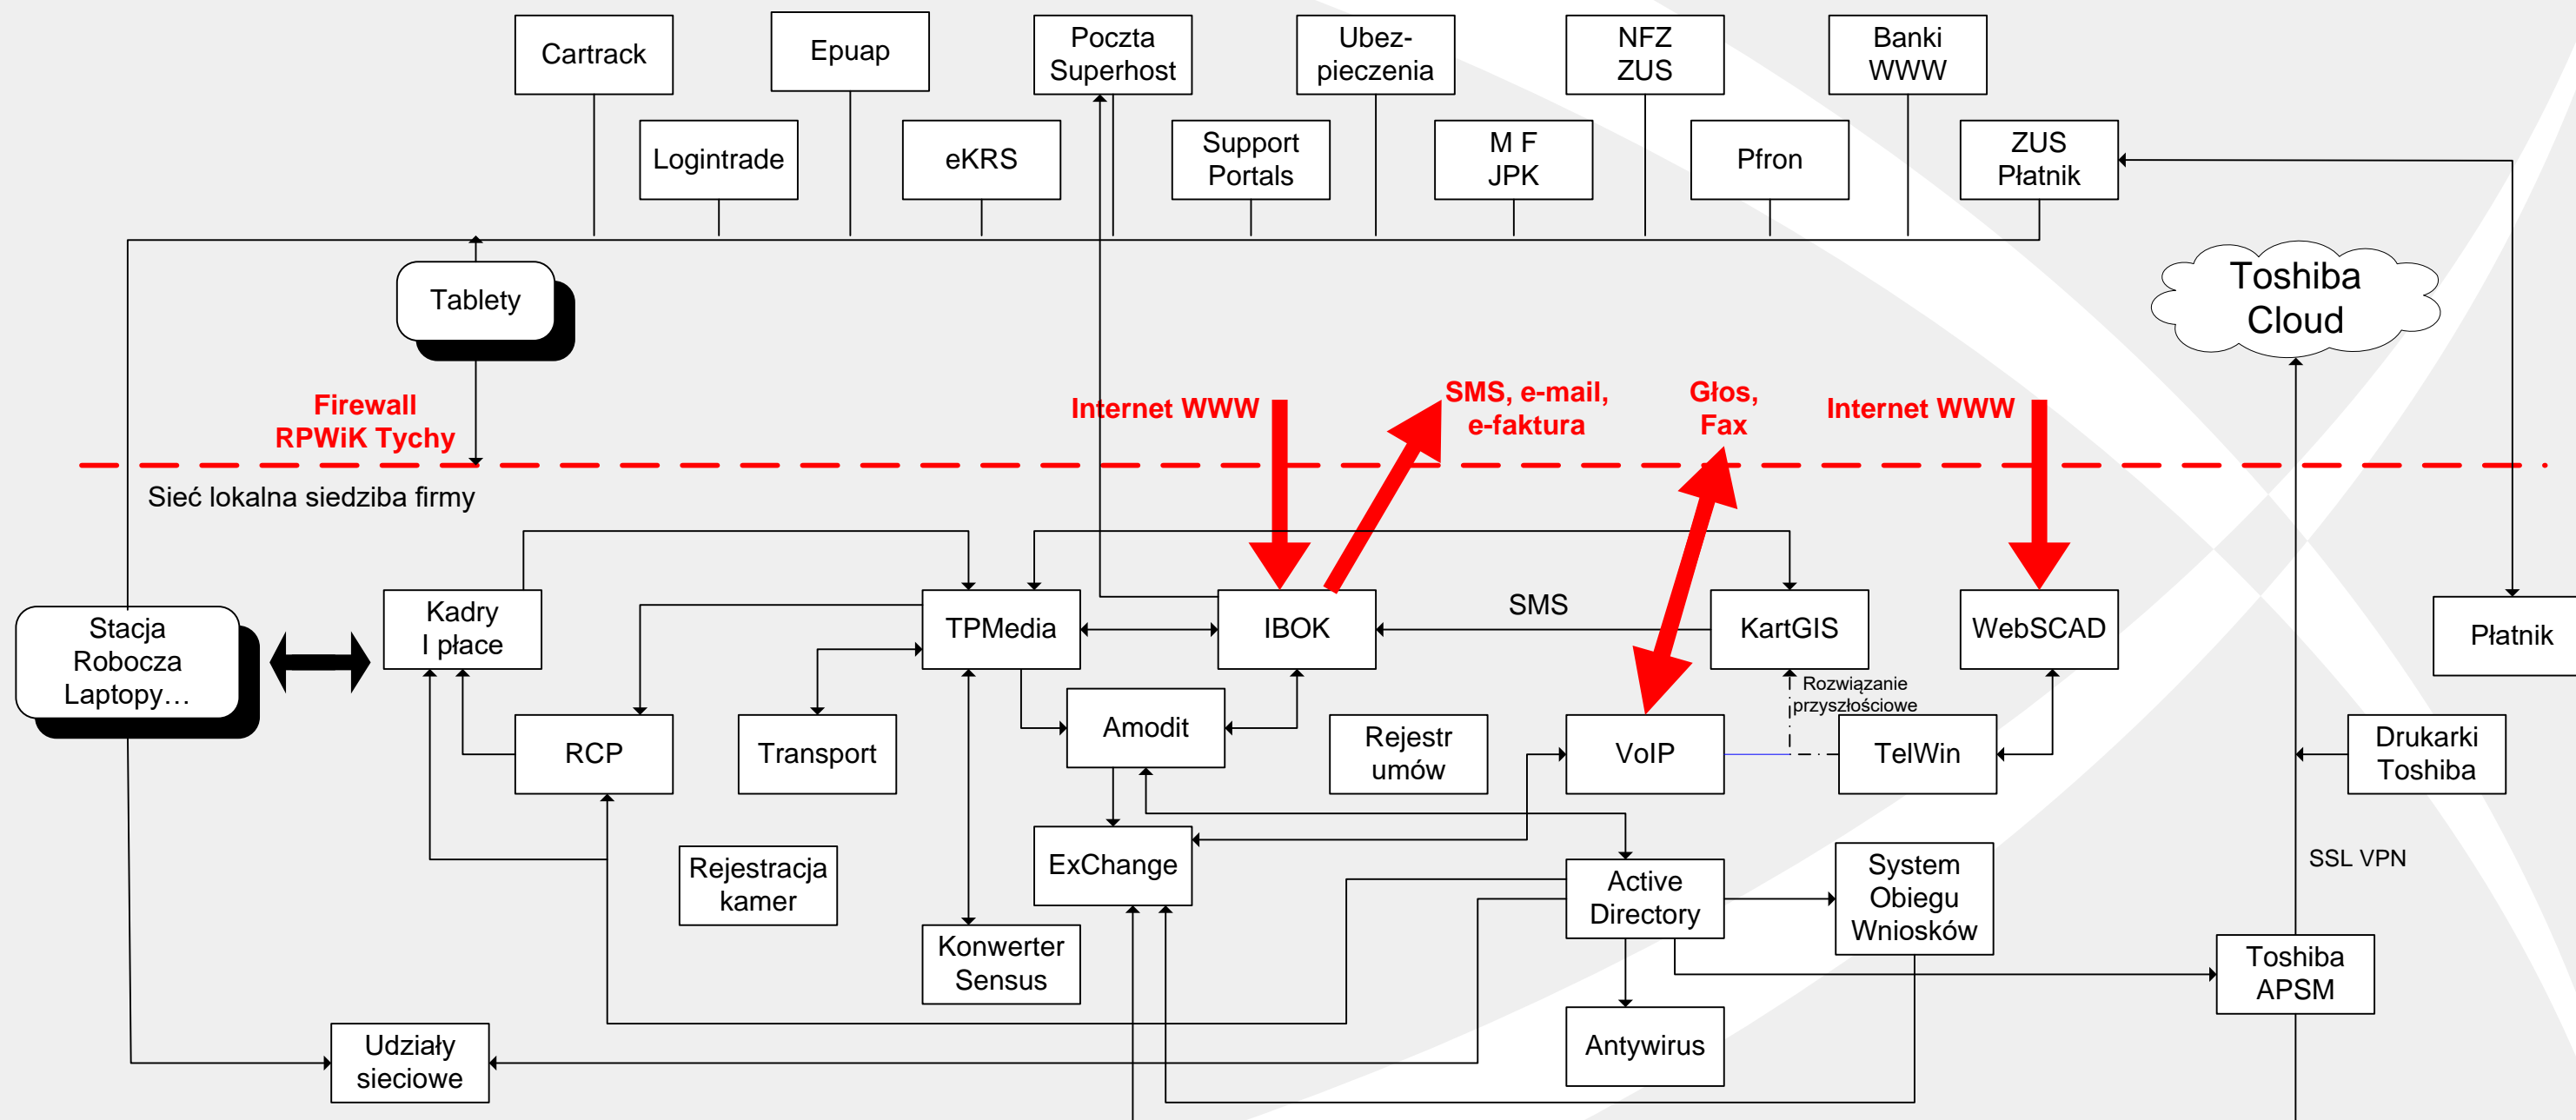 Cartrack
Epuap
Poczta
Superhost
Ubez-
pieczenia
NFZ
ZUS
Banki
WWW
Logintrade
eKRS
Support
Portals
M F
JPK
Pfron
ZUS
Płatnik
Tablety
Toshiba
Cloud
Firewall
RPWiK Tychy
Internet WWW
SMS, e-mail,
e-faktura
Głos,
Fax
Internet WWW
Sieć lokalna siedziba firmy
Stacja
Robocza
Laptopy…
Kadry
I płace
TPMedia
IBOK
SMS
KartGIS
WebSCAD
Płatnik
Rozwiązanie
przyszłościowe
RCP
Transport
Amodit
Rejestr
umów
VoIP
TelWin
Drukarki
Toshiba
Rejestracja
kamer
ExChange
Active
Directory
System
Obiegu
Wniosków
SSL VPN
Konwerter
Sensus
Toshiba
APSM
Udziały
sieciowe
Antywirus